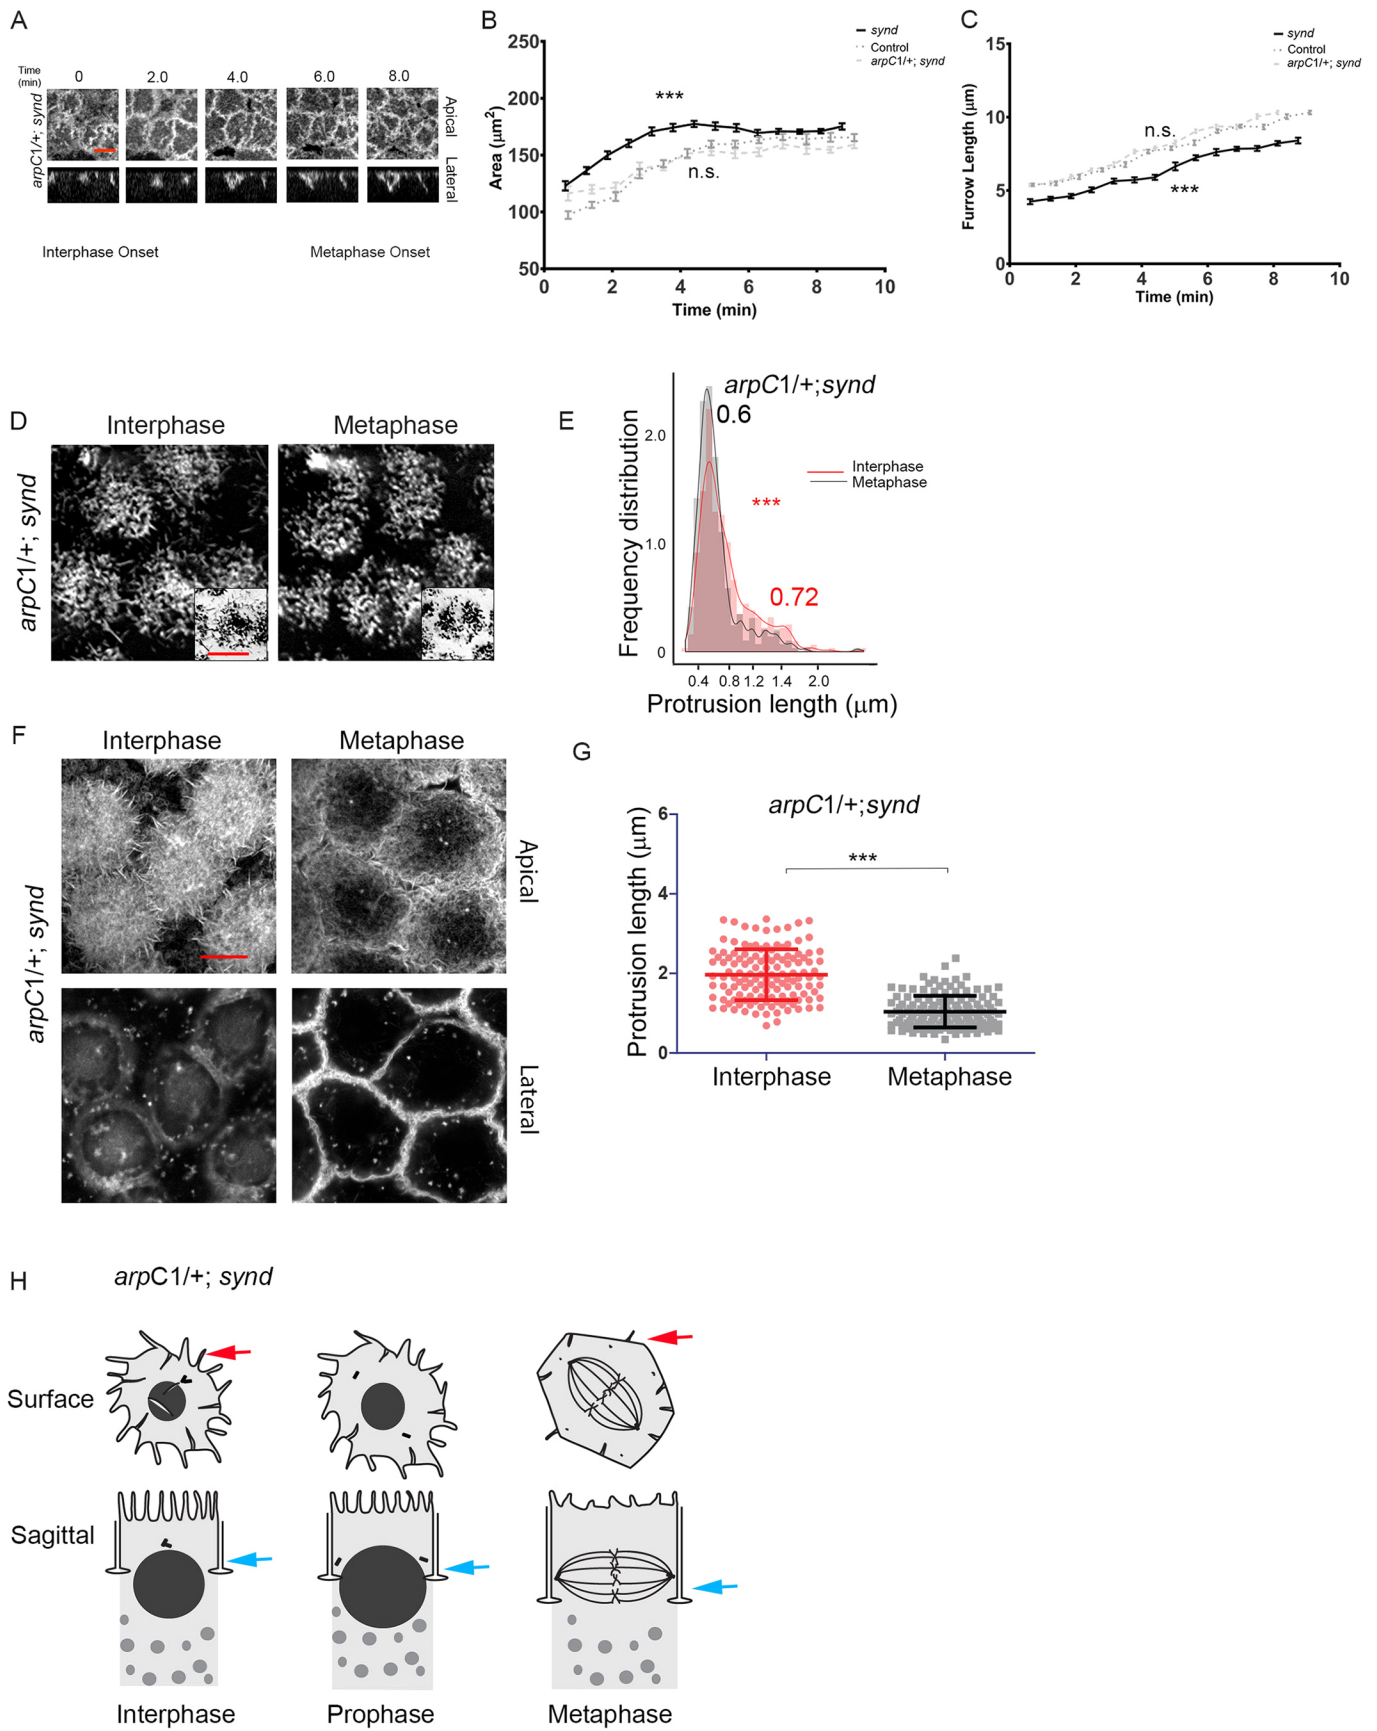 A
Time
(min)
0
2.0
4.0
6.0
8.0
arpC1/+; synd
Apical
Lateral
Interphase Onset
Metaphase Onset
B
synd
Control
arpC1/+; synd
250
200
150
100
50
Area (μm²)
***
n.s.
0
2
4
6
8
10
Time (min)
C
synd
Control
arpC1/+; synd
15
10
5
0
Furrow Length (μm)
n.s.
***
0
2
4
6
8
10
Time (min)
D
Interphase
Metaphase
arpC1/+; synd
E
arpC1/+;synd
0.6
Interphase
Metaphase
***
0.72
Frequency distribution
2.0
1.0
0
0.4
0.8
1.2
1.4
2.0
Protrusion length (μm)
F
Interphase
Metaphase
Apical
Lateral
arpC1/+; synd
G
arpC1/+;synd
***
Protrusion length (μm)
6
4
2
0
Interphase
Metaphase
H
arpC1/+; synd
Surface
Sagittal
Interphase
Prophase
Metaphase